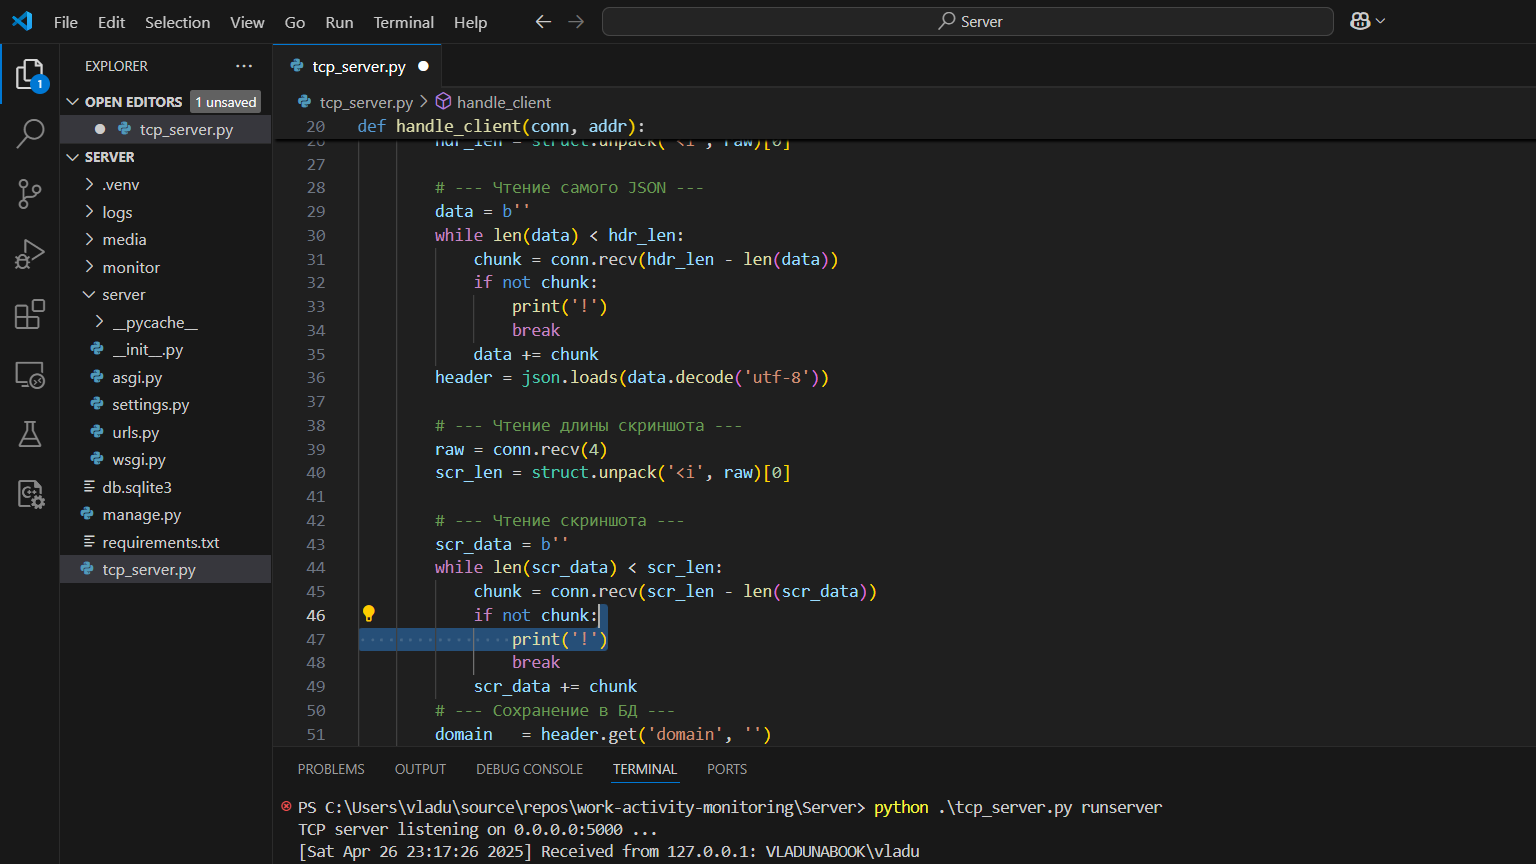 File Edit Selection View Go Run Terminal Help
Server
EXPLORER
OPEN EDITORS 1 unsaved
tcp_server.py
SERVER
.venv
logs
media
monitor
server
__pycache__
__init__.py
asgi.py
settings.py
urls.py
wsgi.py
db.sqlite3
manage.py
requirements.txt
tcp_server.py
1
tcp_server.py
tcp_server.py > handle_client
20 def handle_client(conn, addr):
26 hdr_len = struct.unpack('<i', raw)[0]
27
28 # --- Чтение самого JSON ---
29 data = b''
30 while len(data) < hdr_len:
31 chunk = conn.recv(hdr_len - len(data))
32 if not chunk:
33 print('!')
34 break
35 data += chunk
36 header = json.loads(data.decode('utf-8'))
37
38 # --- Чтение длины скриншота ---
39 raw = conn.recv(4)
40 scr_len = struct.unpack('<i', raw)[0]
41
42 # --- Чтение скриншота ---
43 scr_data = b''
44 while len(scr_data) < scr_len:
45 chunk = conn.recv(scr_len - len(scr_data))
46 if not chunk:
47 print('!')
48 break
49 scr_data += chunk
50 # --- Сохранение в БД ---
51 domain   = header.get('domain', '')
PROBLEMS OUTPUT DEBUG CONSOLE TERMINAL PORTS
PS C:\Users\vladu\source\repos\work-activity-monitoring\Server> python .\tcp_server.py runserver
TCP server listening on 0.0.0.0:5000 ...
[Sat Apr 26 23:17:26 2025] Received from 127.0.0.1: VLADUNABOOK\vladu